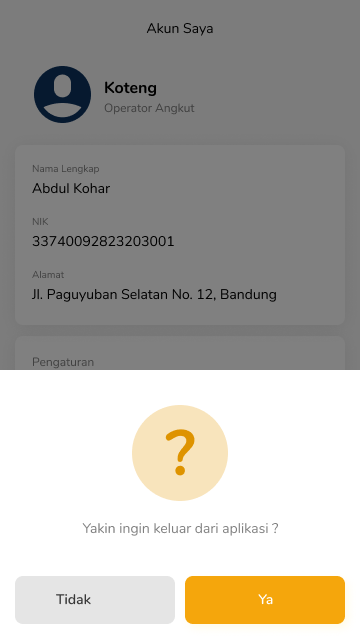 Akun Saya
Koteng
Operator Angkut
Nama Lengkap
Abdul Kohar
NIK
33740092823203001
Alamat
Jl. Paguyuban Selatan No. 12, Bandung
Pengaturan
?
Yakin ingin keluar dari aplikasi ?
Tidak
Ya